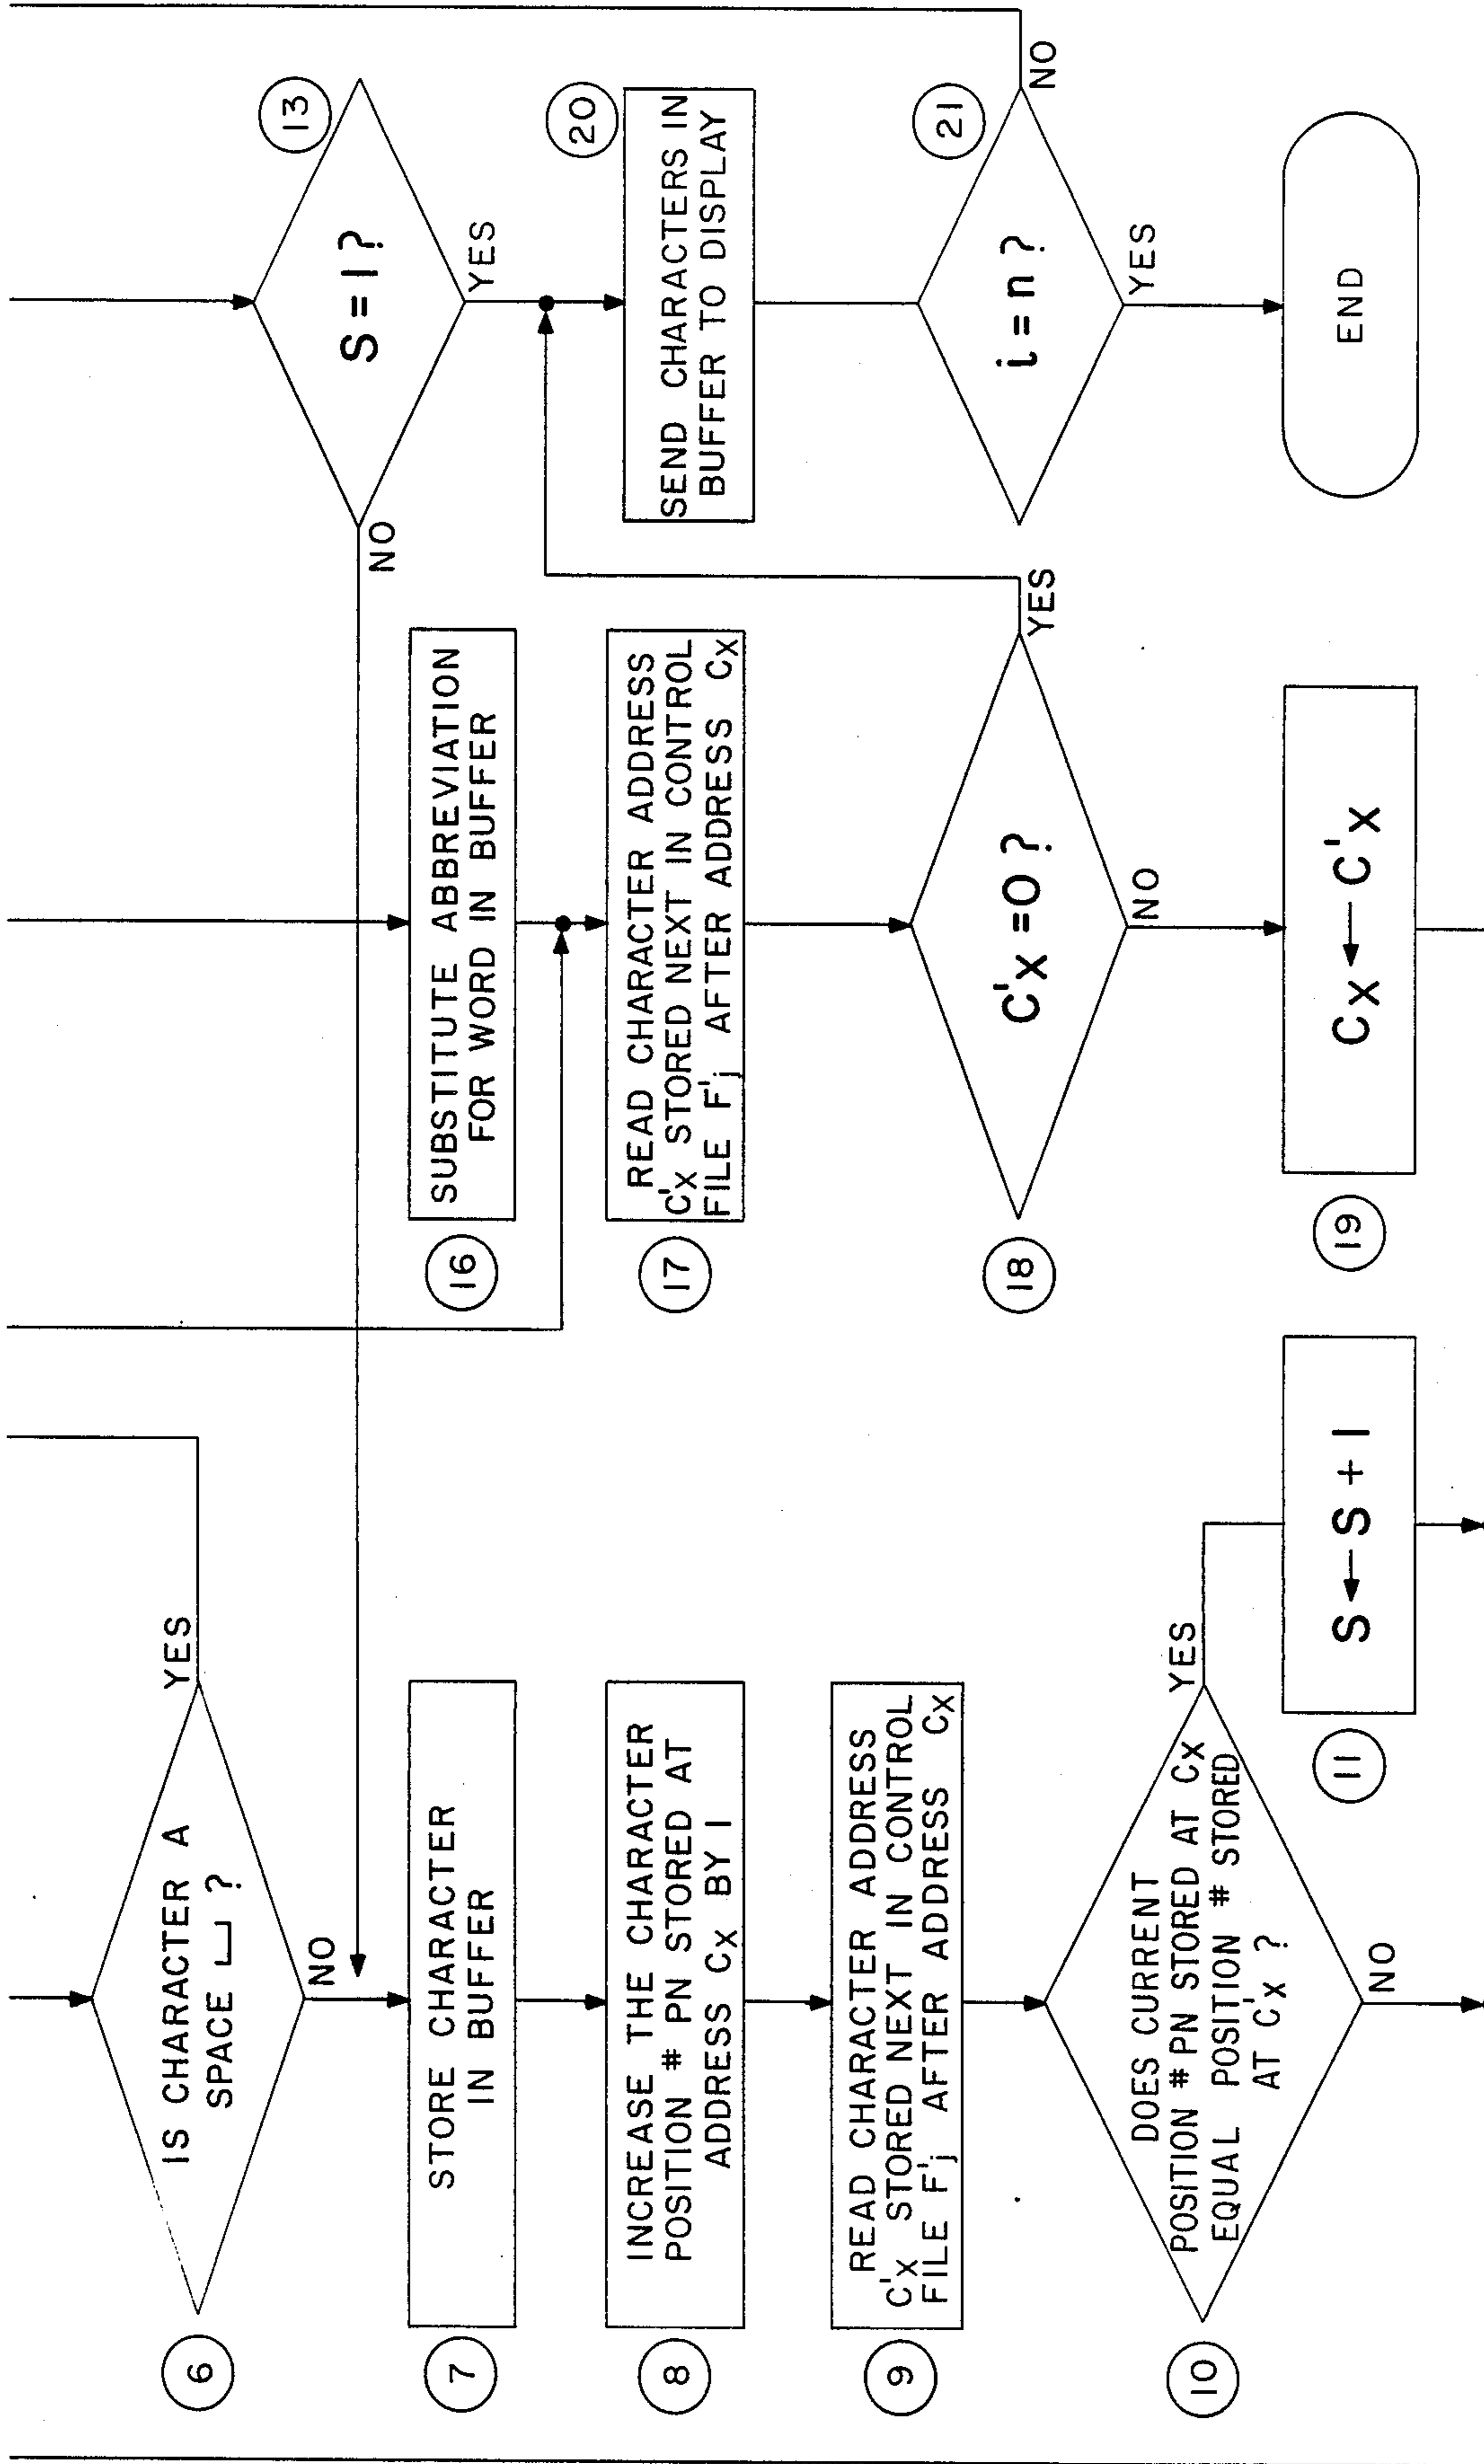 6
IS CHARACTER A
SPACE ⌴ ?
YES
NO
7
STORE CHARACTER
IN BUFFER
8
INCREASE THE CHARACTER
POSITION # PN STORED AT
ADDRESS Cx BY 1
9
READ CHARACTER ADDRESS
C'x STORED NEXT IN CONTROL
FILE F'j AFTER ADDRESS Cx
10
DOES CURRENT
POSITION # PN STORED AT Cx
EQUAL POSITION # STORED
AT C'x ?
YES
NO
11
S ← S + 1
16
SUBSTITUTE ABBREVIATION
FOR WORD IN BUFFER
17
READ CHARACTER ADDRESS
C'x STORED NEXT IN CONTROL
FILE F'j AFTER ADDRESS Cx
18
C'x = 0 ?
YES
NO
19
Cx ← C'x
13
S = 1 ?
NO
YES
20
SEND CHARACTERS IN
BUFFER TO DISPLAY
21
i = n ?
NO
YES
END